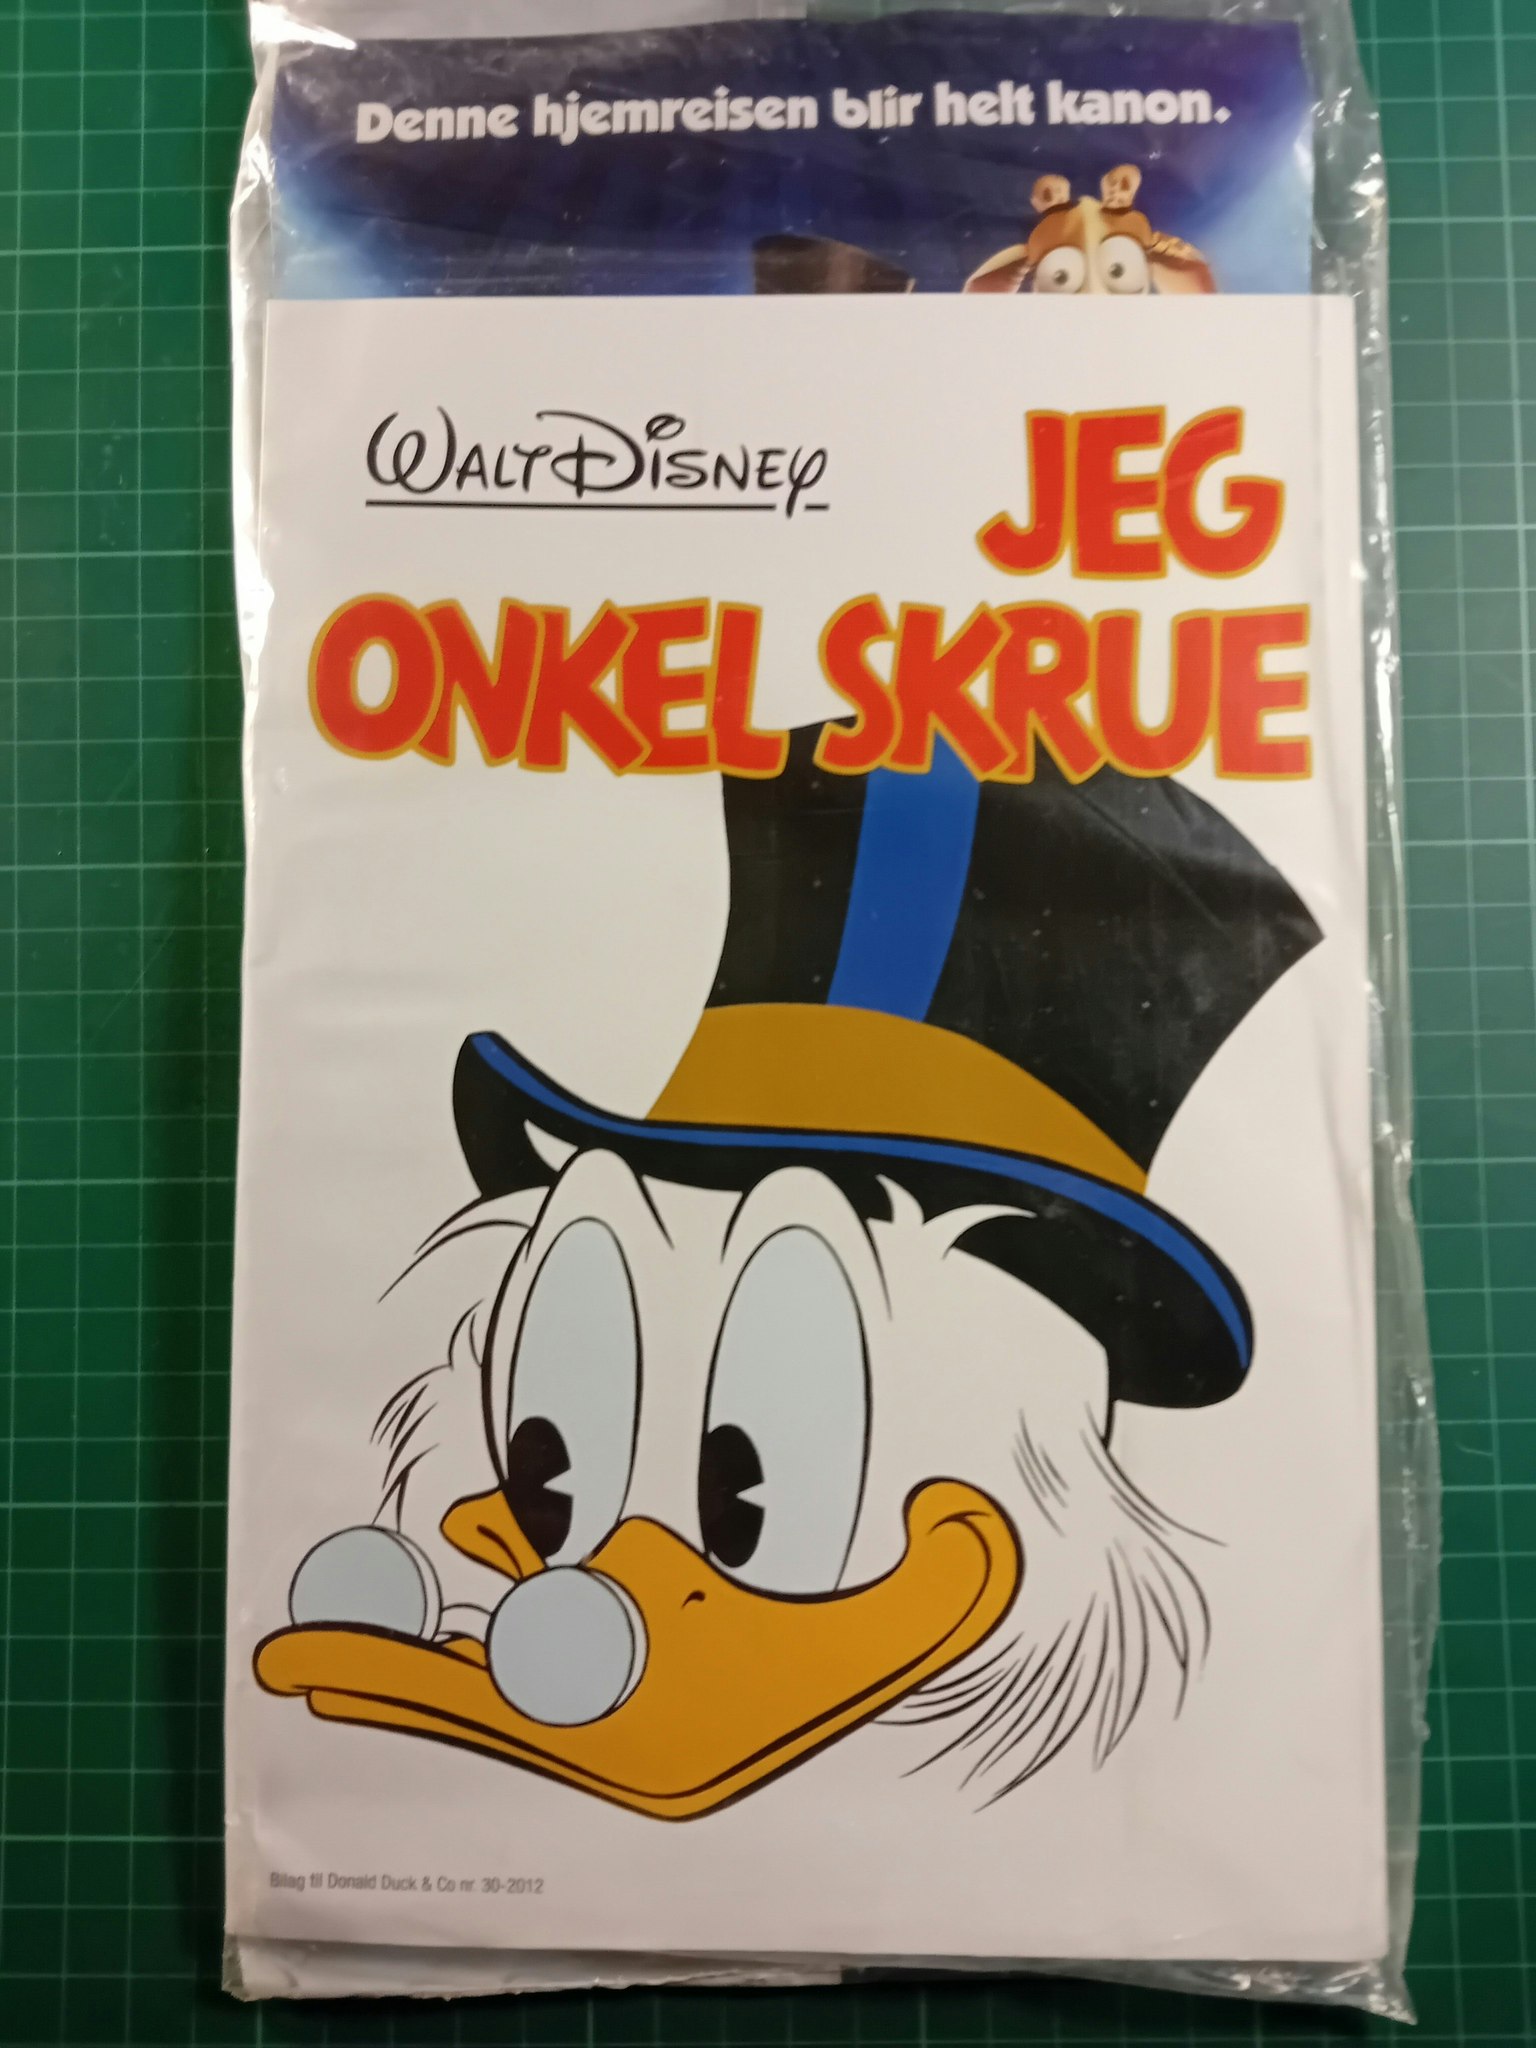 Denne hjemreisen blir helt kanon.
WALT DISNEY
JEG
ONKEL SKRUE
Bilag til Donald Duck & Co nr. 30-2012